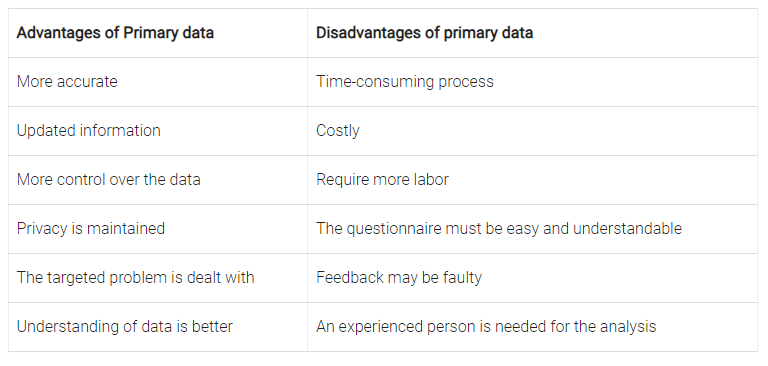 Advantages of Primary data	Disadvantages of primary data
More accurate	Time-consuming process
Updated information	Costly
More control over the data	Require more labor
Privacy is maintained	The questionnaire must be easy and understandable
The targeted problem is dealt with	Feedback may be faulty
Understanding of data is better	An experienced person is needed for the analysis